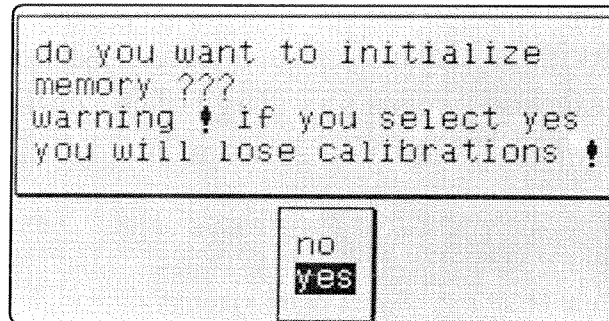 do you want to initialize
memory ???
warning ! if you select yes
you will lose calibrations !
no
yes